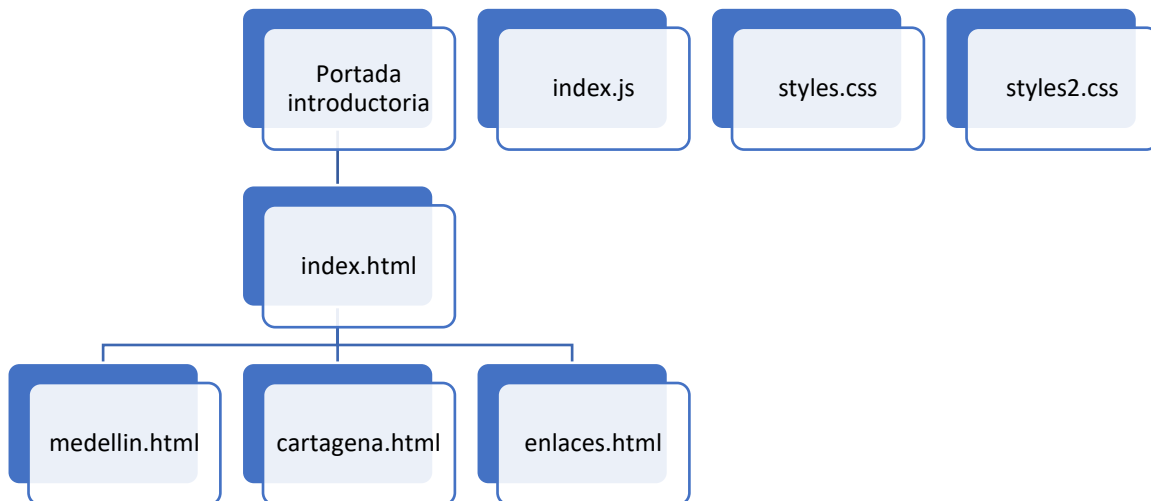 Portada
introductoria
index.js
styles.css
styles2.css
index.html
medellin.html
cartagena.html
enlaces.html